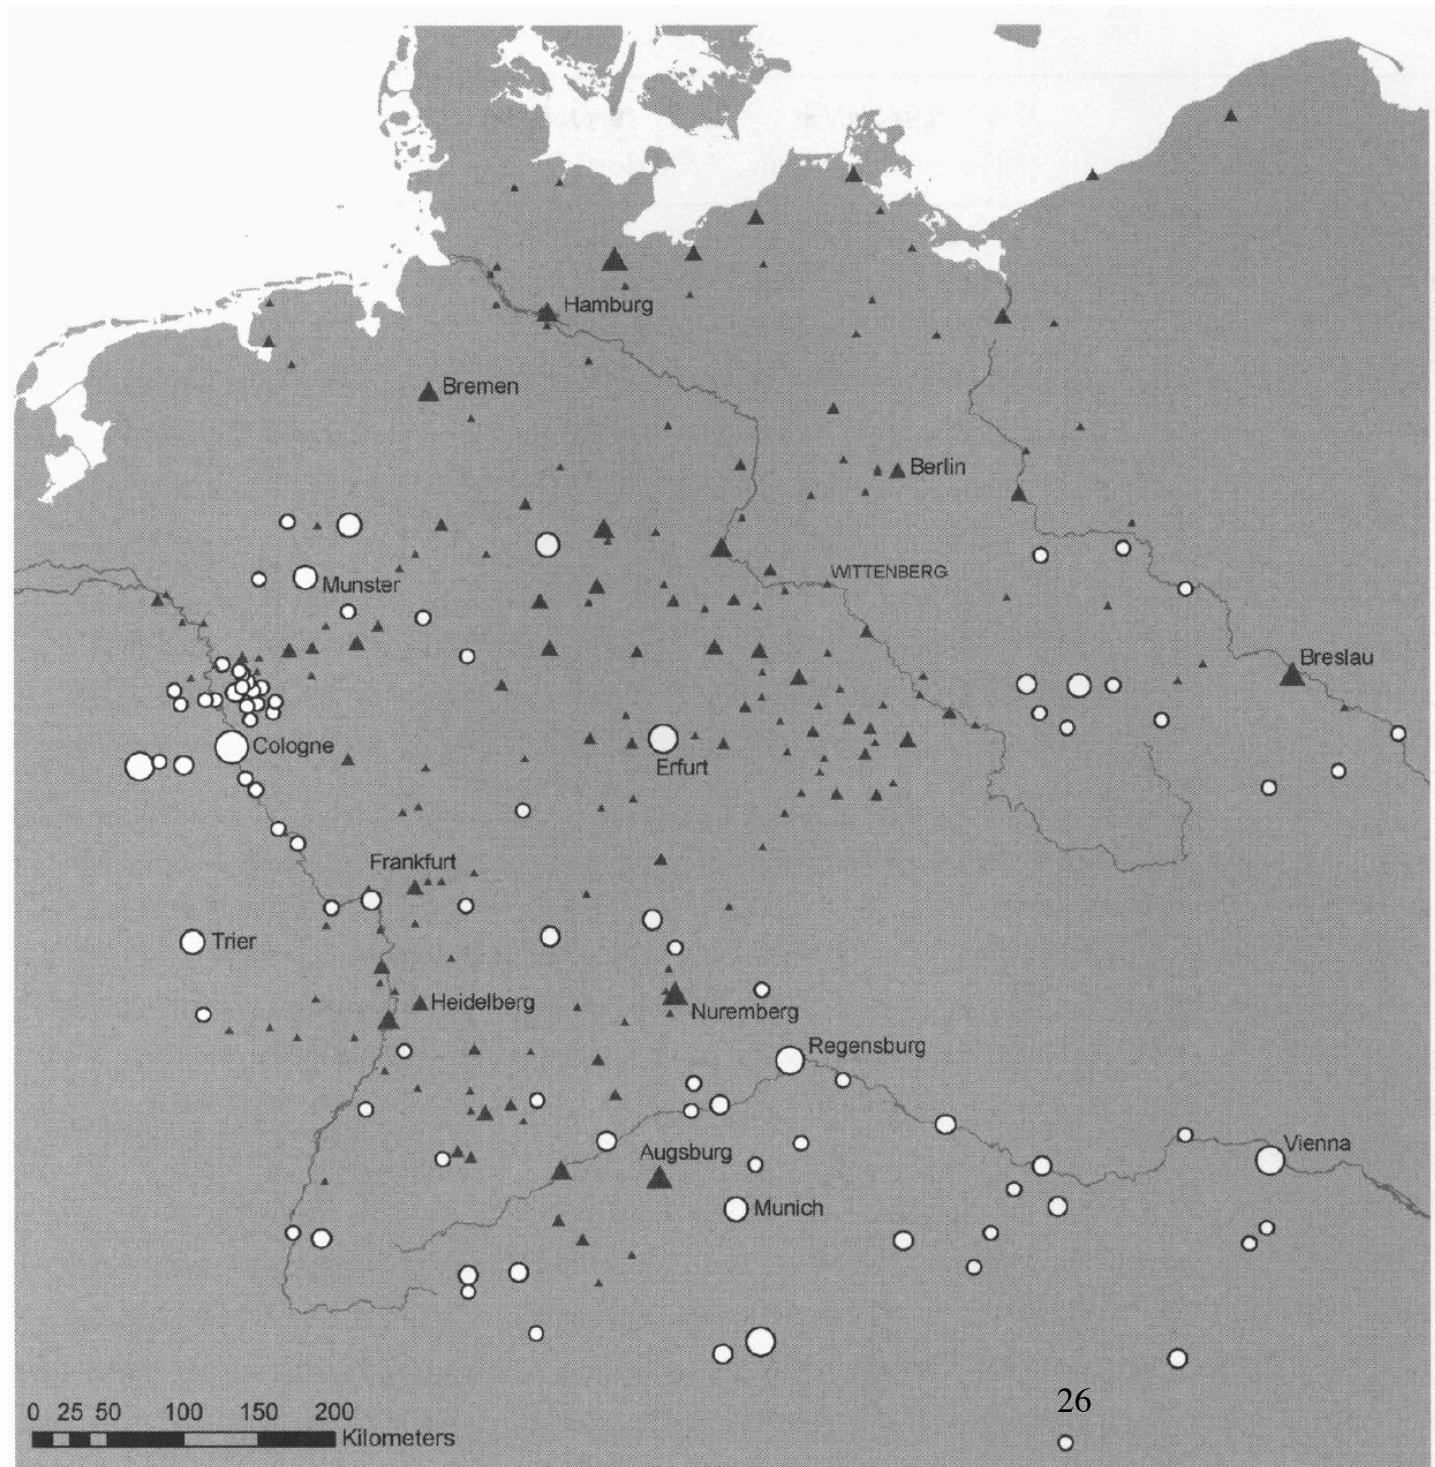 Hamburg
Bremen
Berlin
Munster
WITTENBERG
Breslau
Cologne
Erfurt
Frankfurt
Trier
Heidelberg
Nuremberg
Regensburg
Augsburg
Vienna
Munich
26
0 25 50 100 150 200
Kilometers